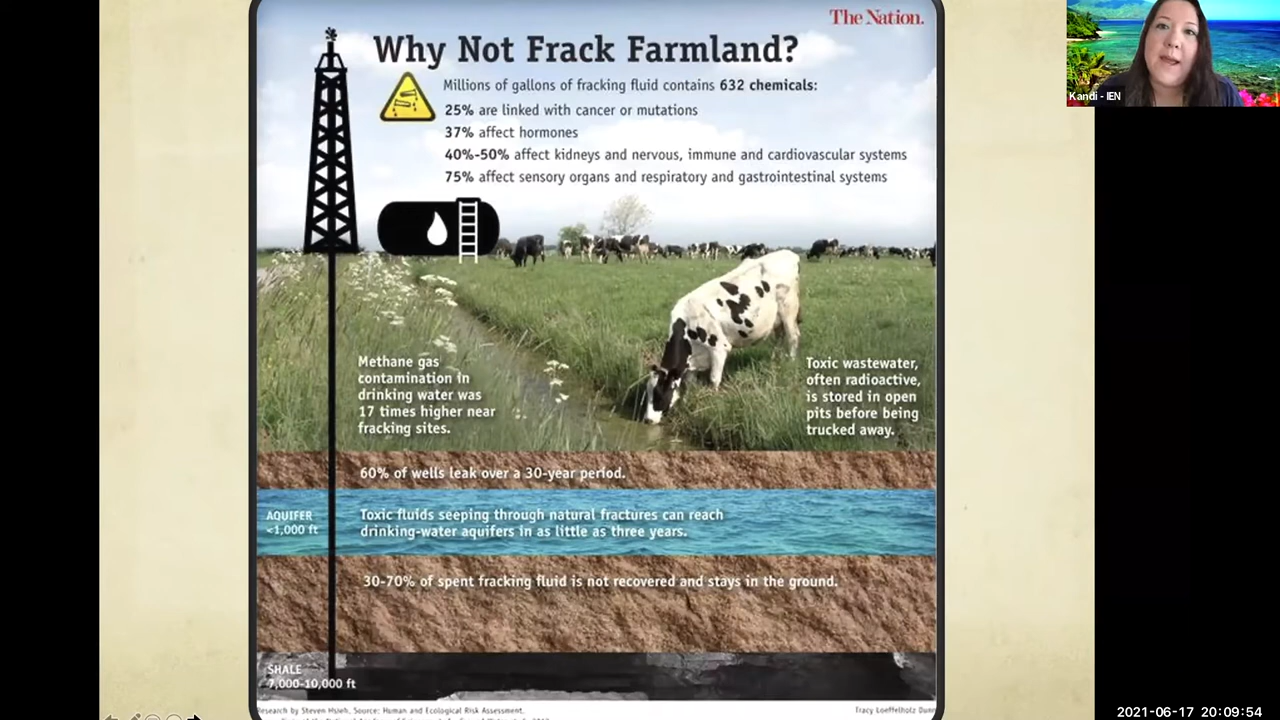 The Nation.
Why Not Frack Farmland?
Millions of gallons of fracking fluid contains 632 chemicals:
25% are linked with cancer or mutations
37% affect hormones
40%-50% affect kidneys and nervous, immune and cardiovascular systems
75% affect sensory organs and respiratory and gastrointestinal systems
Kandi - IEN
Methane gas
contamination in
drinking water was
17 times higher near
fracking sites.
Toxic wastewater,
often radioactive,
is stored in open
pits before being
trucked away.
60% of wells leak over a 30-year period.
AQUIFER
<1,000 ft
Toxic fluids seeping through natural fractures can reach
drinking-water aquifers in as little as three years.
30-70% of spent fracking fluid is not recovered and stays in the ground.
SHALE
7,000-10,000 ft
Research by Steven Hsieh, Source: Human and Ecological Risk Assessment,
Tracy Loeffelholz Dunn
2021-06-17 20:09:54